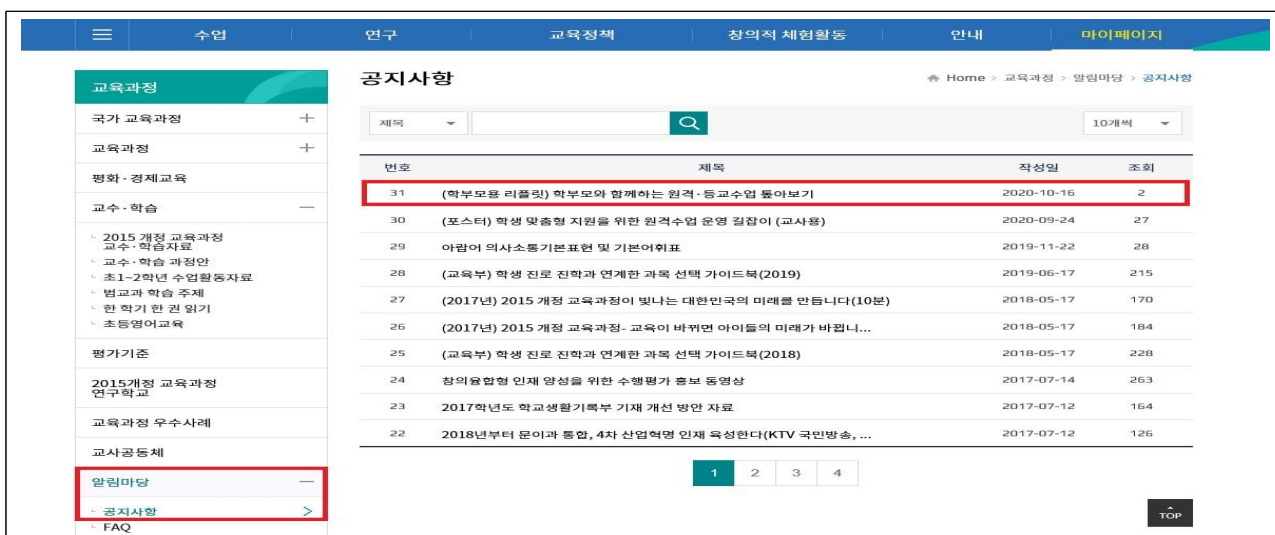 수업 연구 교육정책 창의적 체험활동 안내 마이페이지
교육과정
국가 교육과정
교육과정
평화·경제교육
교수·학습
2015 개정 교육과정
교수·학습자료
교수·학습 과정안
초1~2학년 수업활동자료
범교과 학습 주제
한 학기 한 권 읽기
초등영어교육
평가기준
2015개정 교육과정
연구학교
교육과정 우수사례
교사공동체
알림마당
공지사항
FAQ
공지사항
Home > 교육과정 > 알림마당 > 공지사항
제목 10개씩
번호 제목 작성일 조회
31 (학부모용 리플릿) 학부모와 함께하는 원격·등교수업 톺아보기 2020-10-16 2
30 (포스터) 학생 맞춤형 지원을 위한 원격수업 운영 길잡이 (교사용) 2020-09-24 27
29 아랍어 의사소통기본표현 및 기본어휘표 2019-11-22 28
28 (교육부) 학생 진로 진학과 연계한 과목 선택 가이드북(2019) 2019-06-17 215
27 (2017년) 2015 개정 교육과정이 빛나는 대한민국의 미래를 만듭니다(10분) 2018-05-17 170
26 (2017년) 2015 개정 교육과정- 교육이 바뀌면 아이들의 미래가 바뀝니... 2018-05-17 184
25 (교육부) 학생 진로 진학과 연계한 과목 선택 가이드북(2018) 2018-05-17 228
24 창의융합형 인재 양성을 위한 수행평가 홍보 동영상 2017-07-14 263
23 2017학년도 학교생활기록부 기재 개선 방안 자료 2017-07-12 164
22 2018년부터 문이과 통합, 4차 산업혁명 인재 육성한다(KTV 국민방송, ... 2017-07-12 126
1 2 3 4
TOP